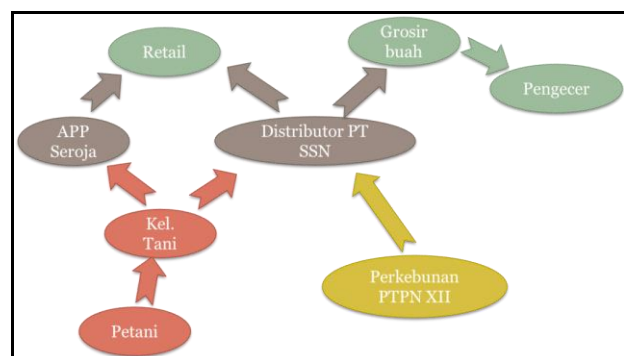 Retail
Grosir
buah
Pengecer
APP
Seroja
Distributor PT
SSN
Kel.
Tani
Perkebunan
PTPN XII
Petani